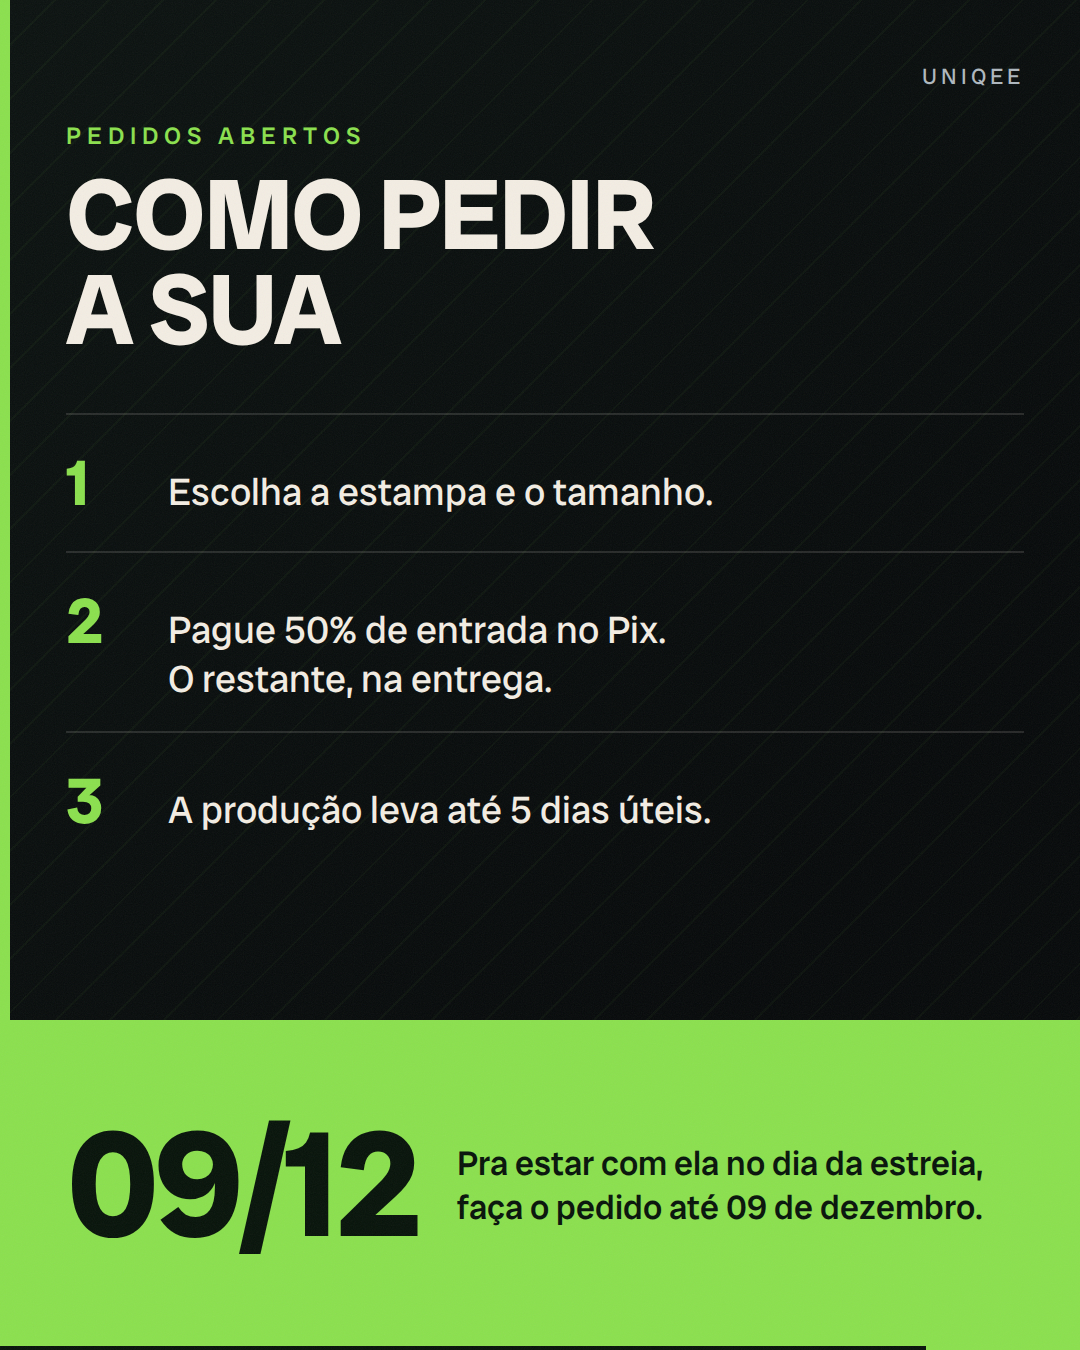 UNIQEE
PEDIDOS ABERTOS
COMO PEDIR
A SUA
1 Escolha a estampa e o tamanho.
2 Pague 50% de entrada no Pix.
O restante, na entrega.
3 A produção leva até 5 dias úteis.
09/12
Pra estar com ela no dia da estreia,
faça o pedido até 09 de dezembro.